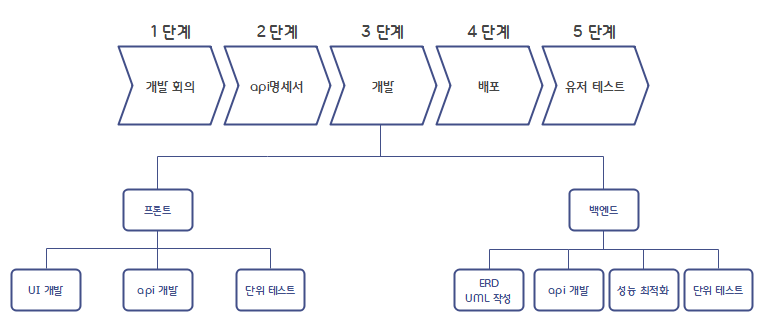 1 단계
2 단계
3 단계
4 단계
5 단계
개발 회의
api명세서
개발
배포
유저 테스트
프론트
백엔드
UI 개발
api 개발
단위 테스트
ERD
UML 작성
api 개발
성능 최적화
단위 테스트